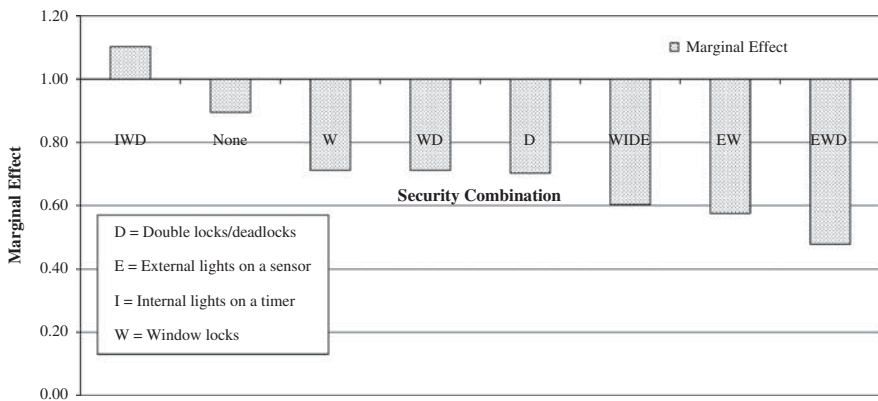 1.20
Marginal Effect
1.00
0.80
IWD None W WD D WIDE EW EWD
Security Combination
0.60
Marginal Effect
D = Double locks/deadlocks
E = External lights on a sensor
0.40
I = Internal lights on a timer
W = Window locks
0.20
0.00